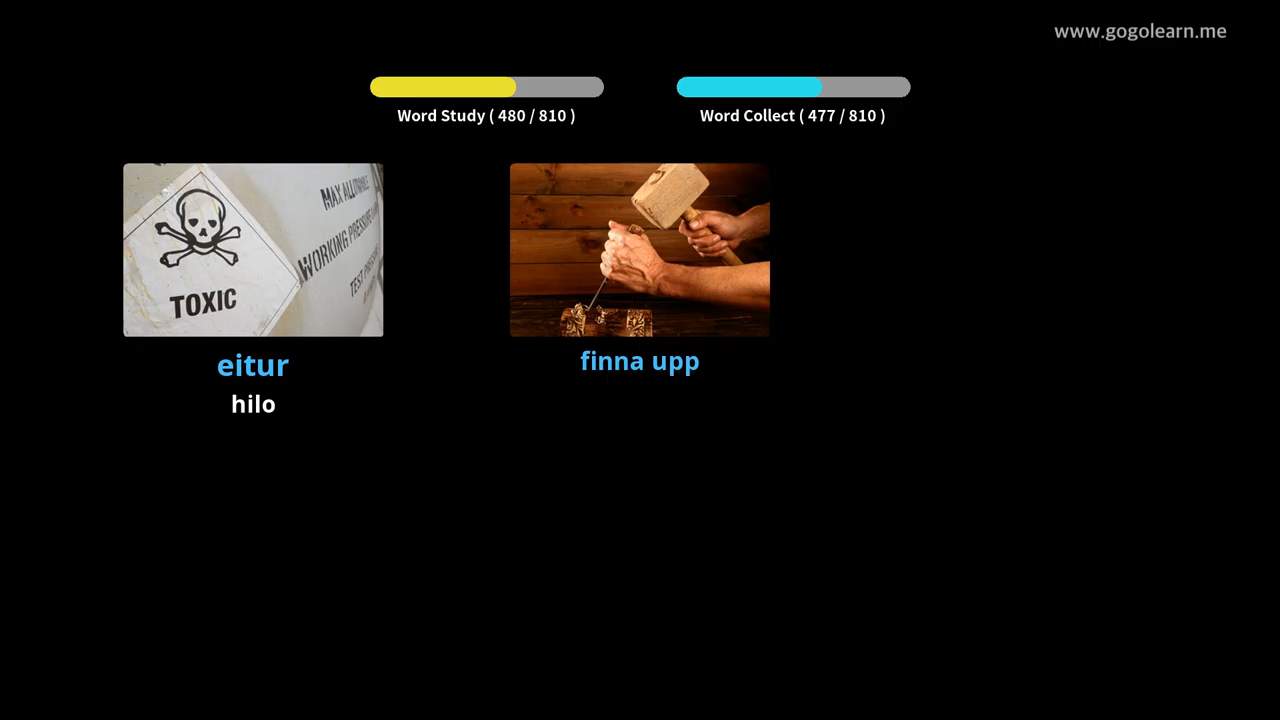 www.gogolearn.me
Word Study ( 480 / 810 )
Word Collect ( 477 / 810 )
TOXIC
MAX ALLOWABLE
WORKING PRESSURE
TEST PRESS
eitur
hilo
finna upp